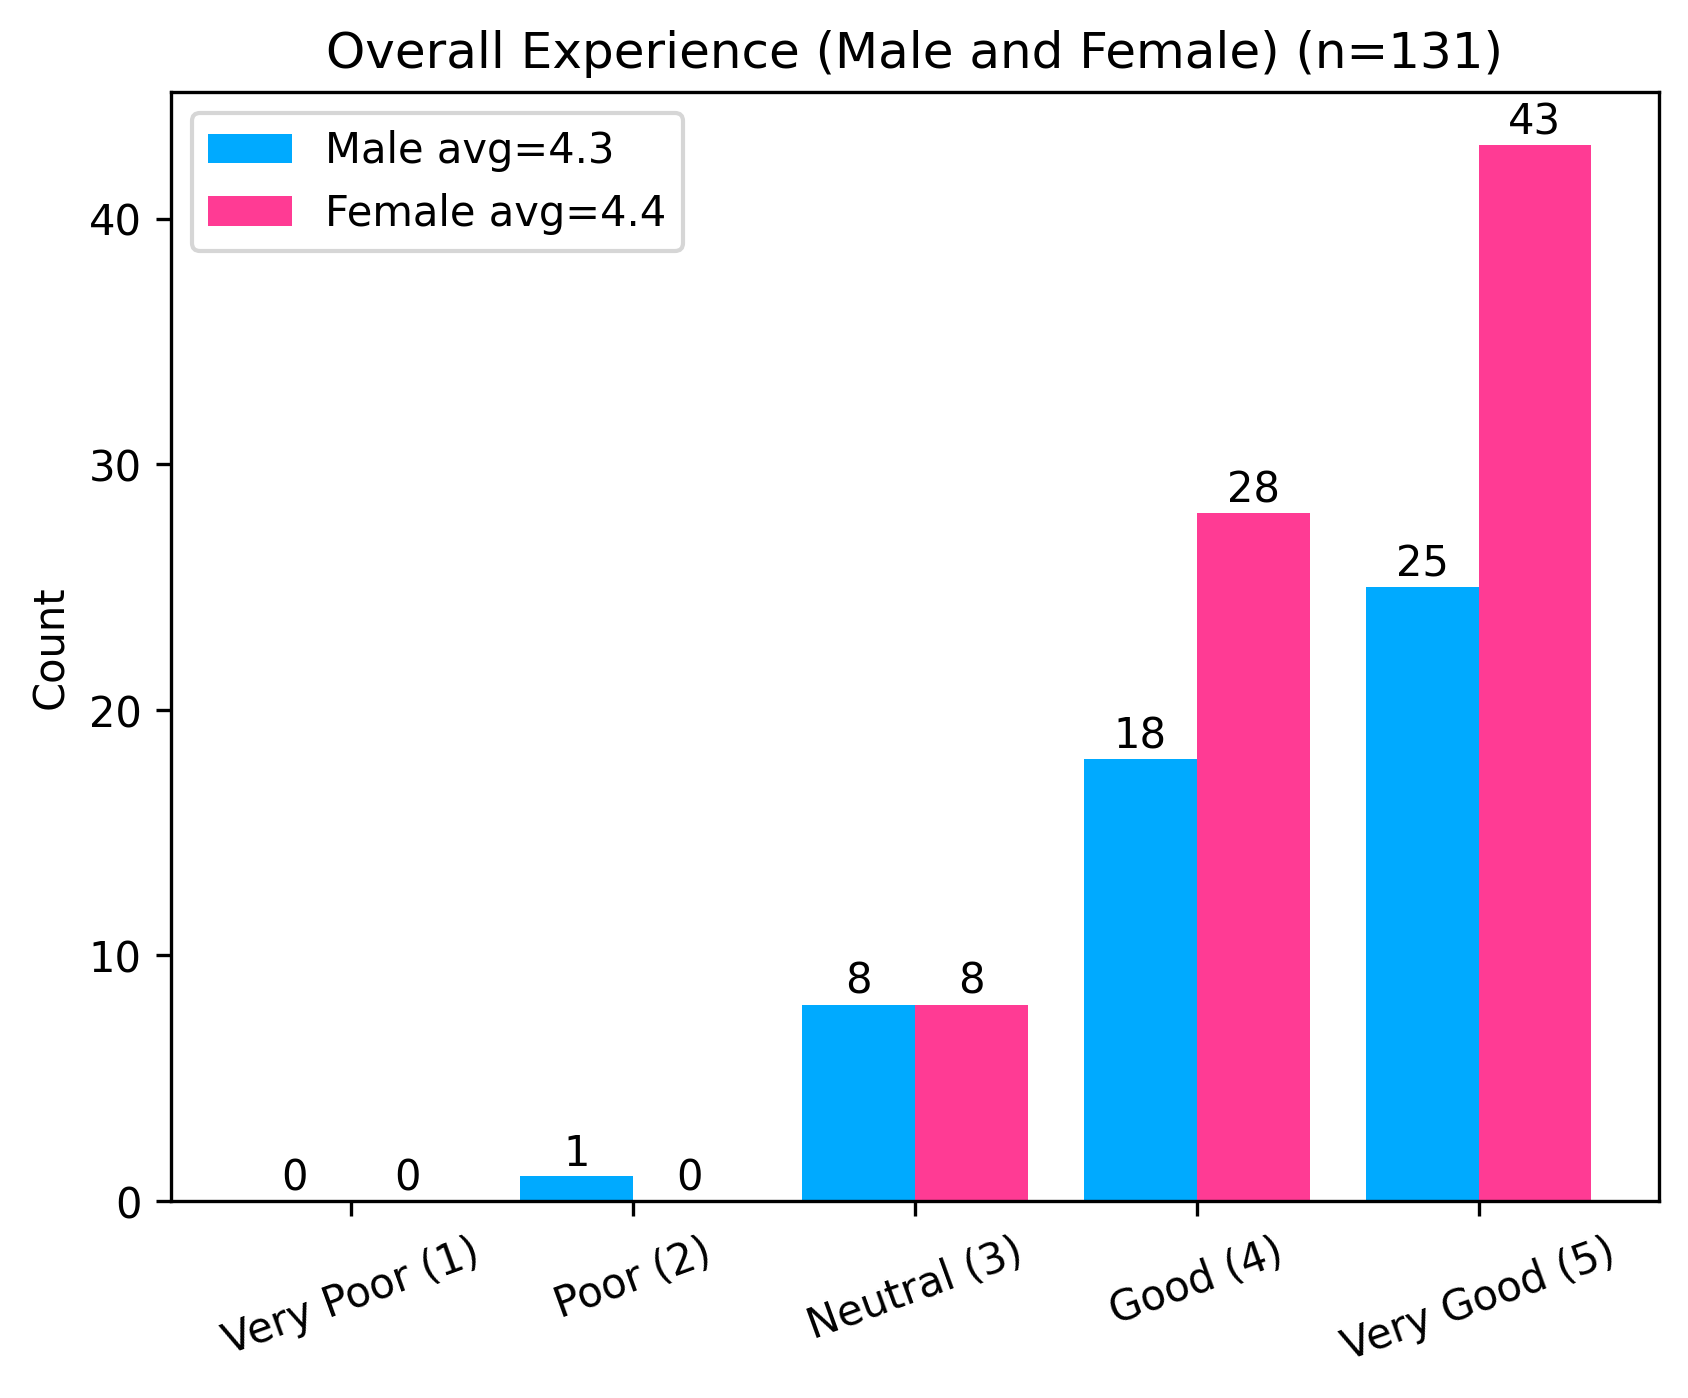 Overall Experience (Male and Female) (n=131)
Male avg=4.3
Female avg=4.4
Count
40
30
20
10
0
0
0
1
0
8
8
18
28
25
43
Very Poor (1)
Poor (2)
Neutral (3)
Good (4)
Very Good (5)